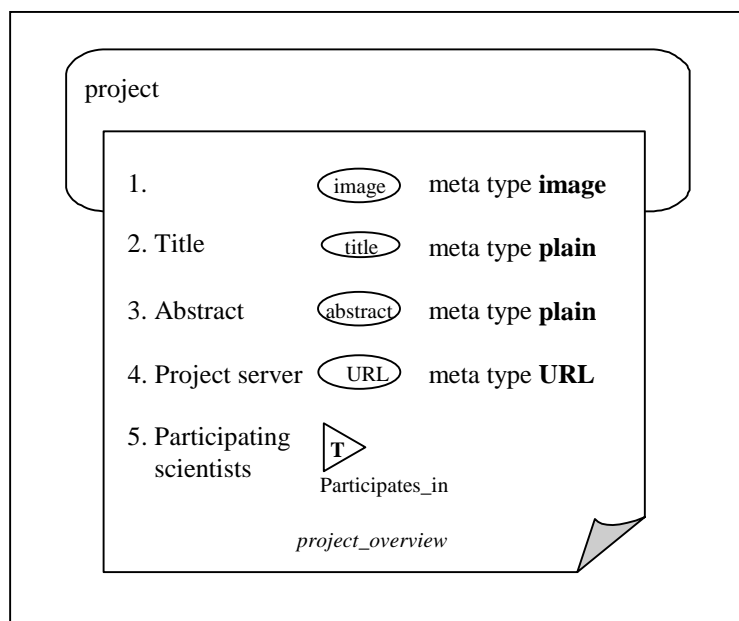 project
1. image meta type image
2. Title title meta type plain
3. Abstract abstract meta type plain
4. Project server URL meta type URL
5. Participating
scientists
T
Participates_in
project_overview